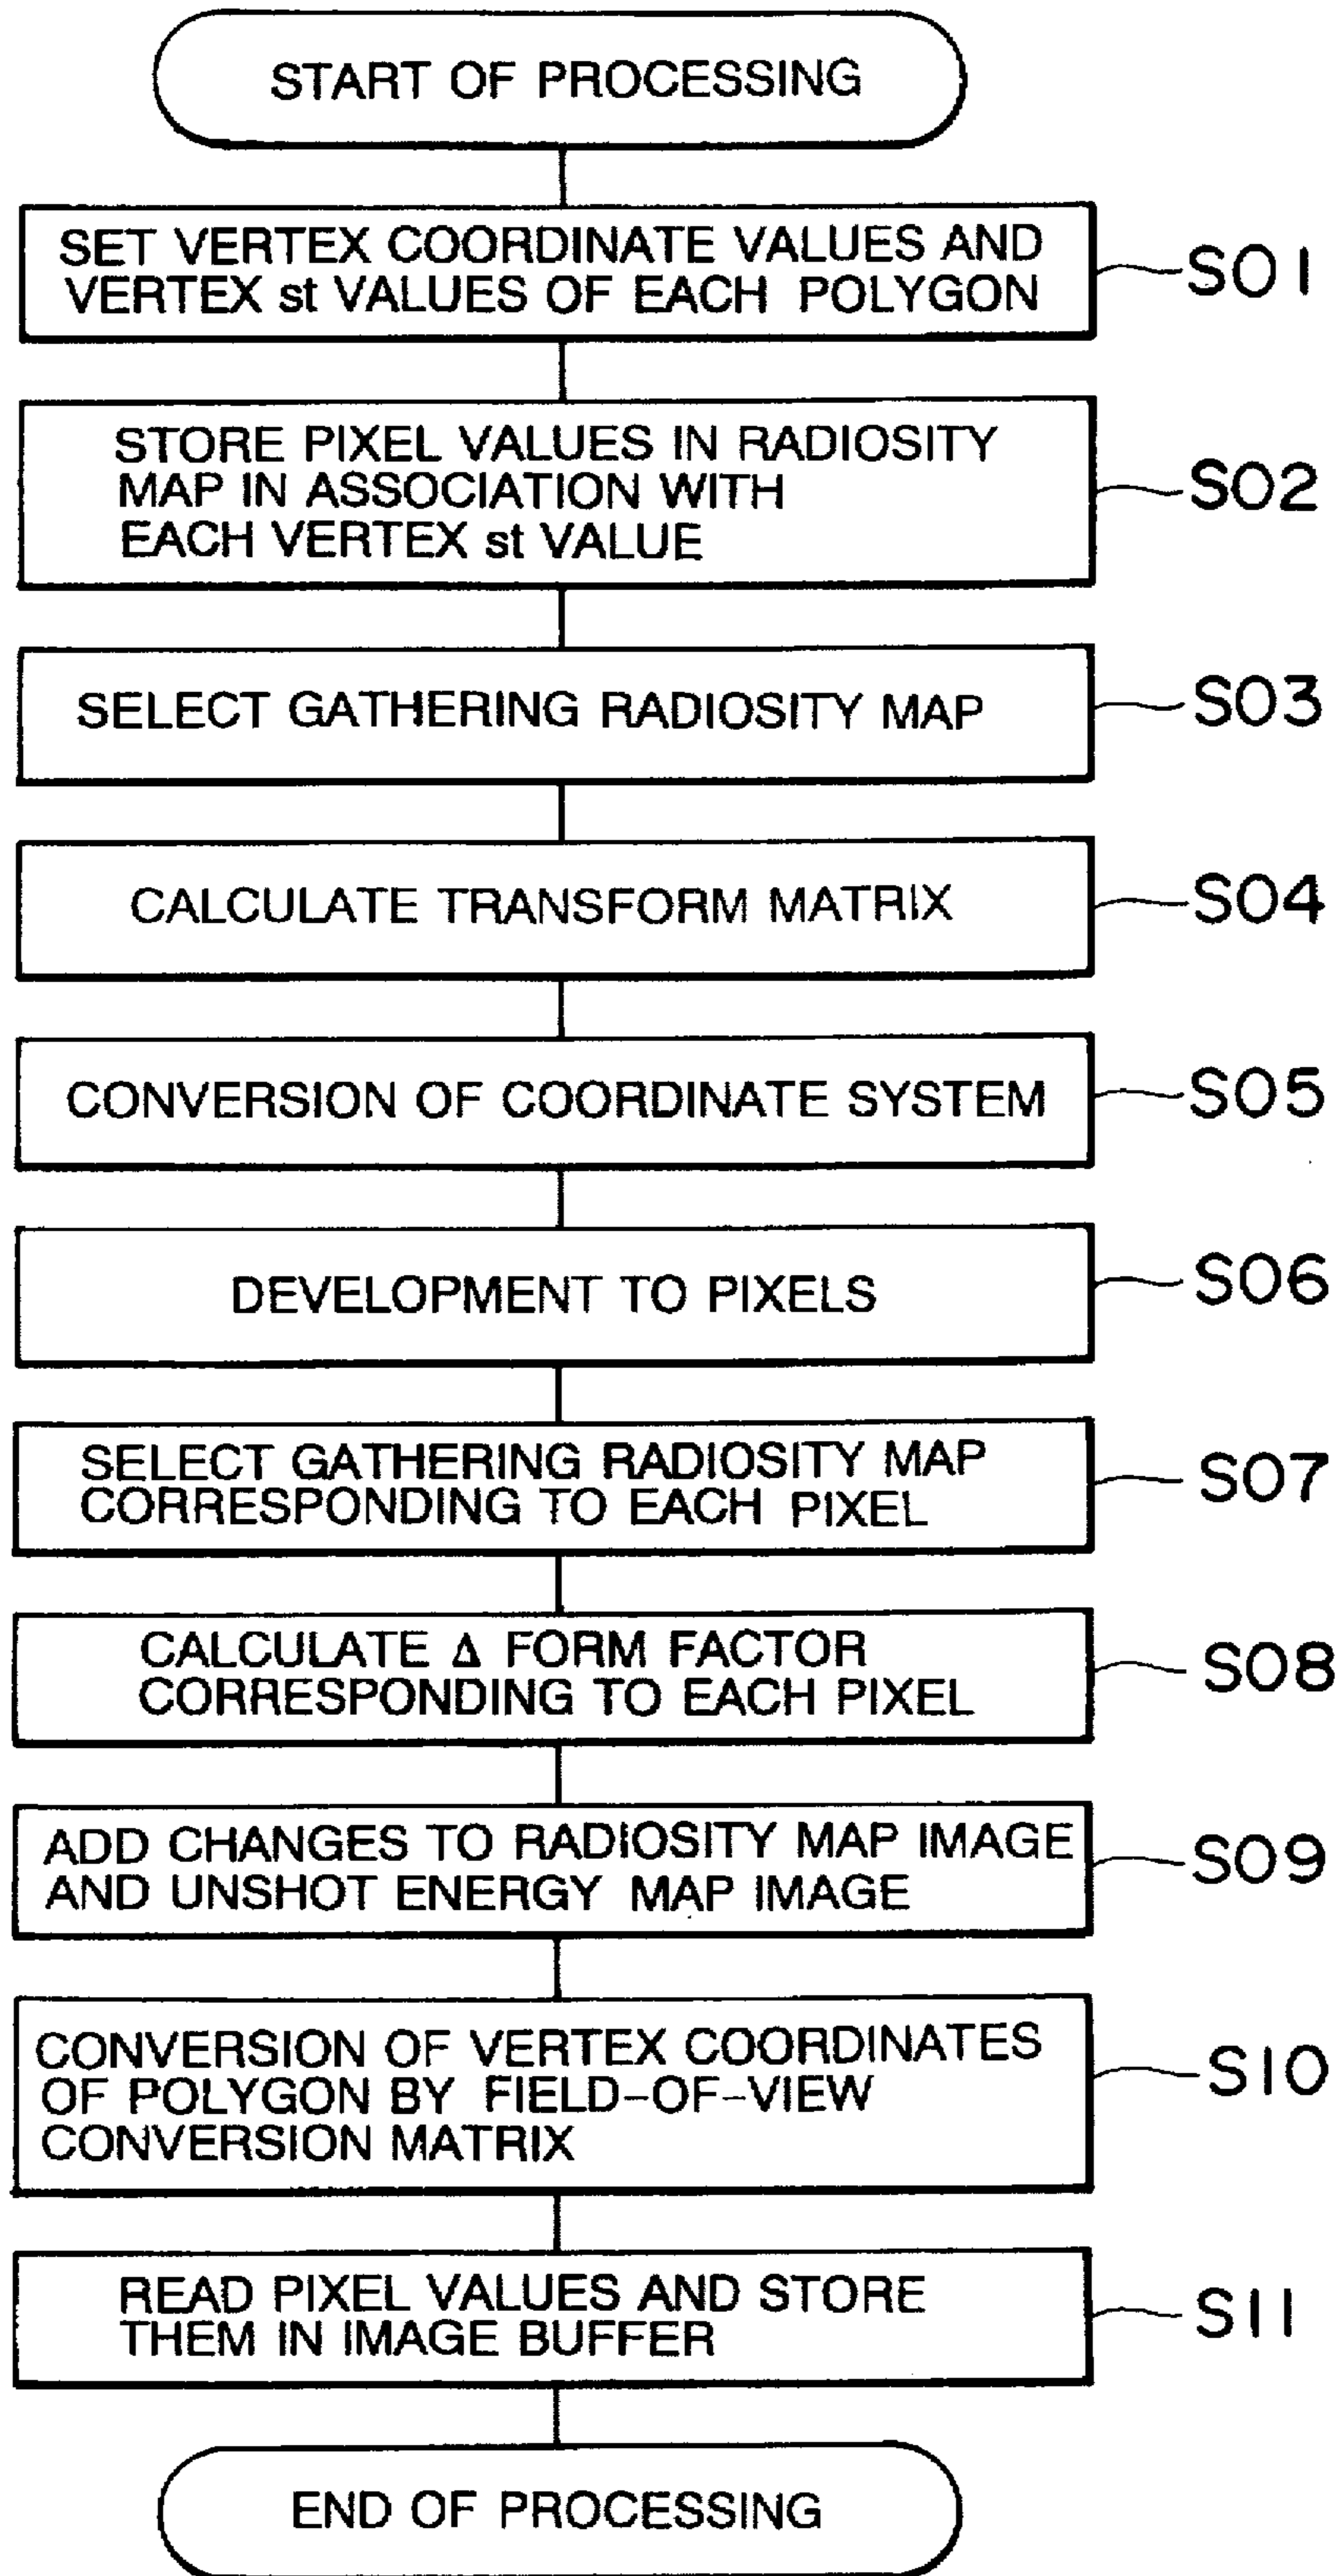 START OF PROCESSING
SET VERTEX COORDINATE VALUES AND
VERTEX st VALUES OF EACH POLYGON
S01
STORE PIXEL VALUES IN RADIOSITY
MAP IN ASSOCIATION WITH
EACH VERTEX st VALUE
S02
SELECT GATHERING RADIOSITY MAP
S03
CALCULATE TRANSFORM MATRIX
S04
CONVERSION OF COORDINATE SYSTEM
S05
DEVELOPMENT TO PIXELS
S06
SELECT GATHERING RADIOSITY MAP
CORRESPONDING TO EACH PIXEL
S07
CALCULATE Δ FORM FACTOR
CORRESPONDING TO EACH PIXEL
S08
ADD CHANGES TO RADIOSITY MAP IMAGE
AND UNSHOT ENERGY MAP IMAGE
S09
CONVERSION OF VERTEX COORDINATES
OF POLYGON BY FIELD-OF-VIEW
CONVERSION MATRIX
S10
READ PIXEL VALUES AND STORE
THEM IN IMAGE BUFFER
S11
END OF PROCESSING